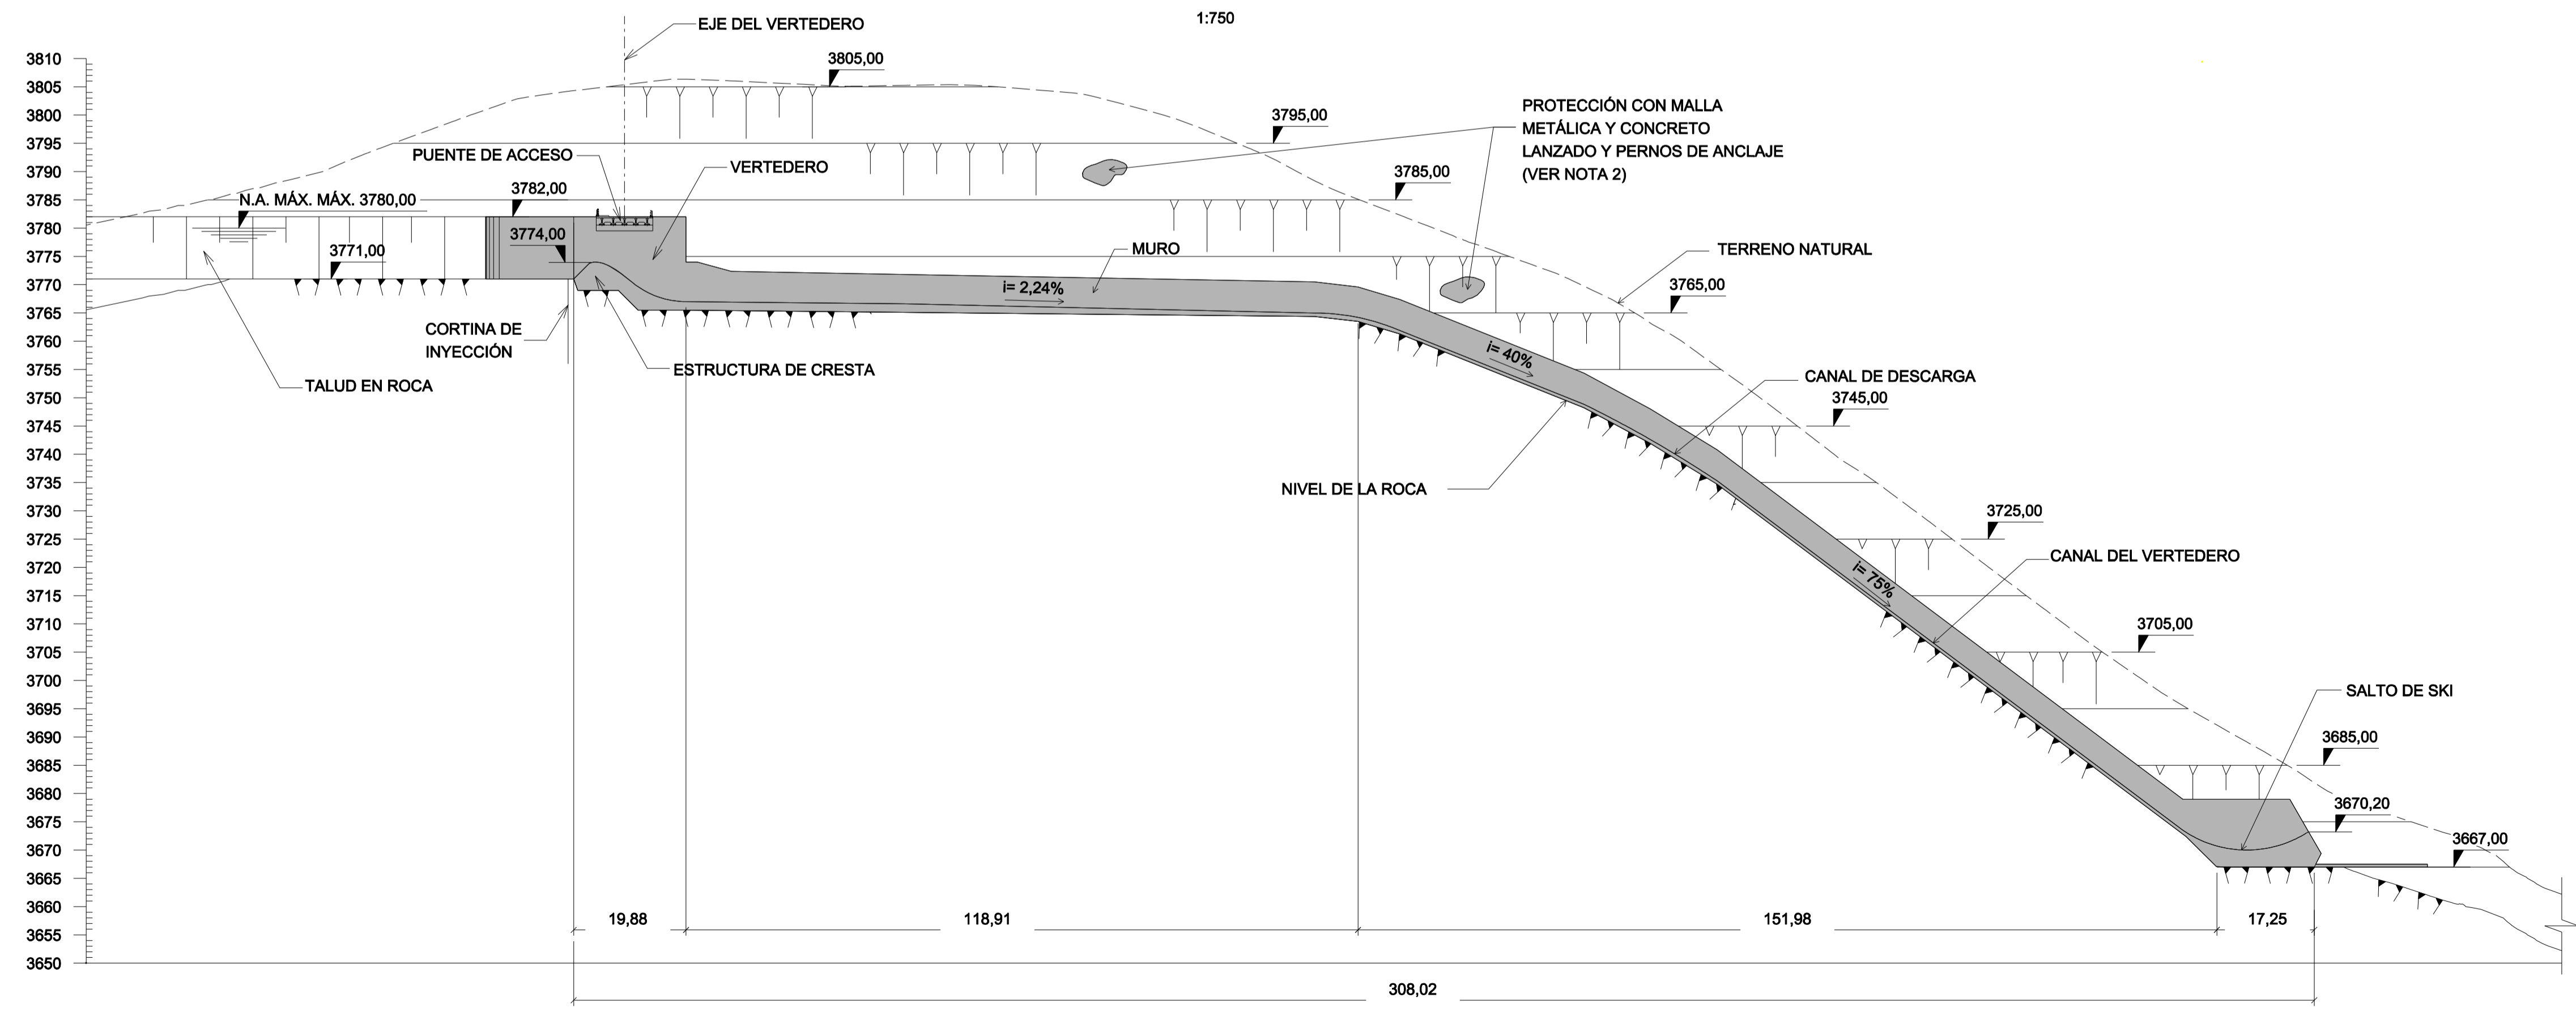 1:750
EJE DEL VERTEDERO
3810
3805
3800
3795
3790
3785
3780
3775
3770
3765
3760
3755
3750
3745
3740
3735
3730
3725
3720
3715
3710
3705
3700
3695
3690
3685
3680
3675
3670
3665
3660
3655
3650
3805,00
3795,00
PROTECCIÓN CON MALLA
METÁLICA Y CONCRETO
LANZADO Y PERNOS DE ANCLAJE
(VER NOTA 2)
PUENTE DE ACCESO
VERTEDERO
3785,00
3782,00
N.A. MÁX. MÁX. 3780,00
3774,00
3771,00
MURO
TERRENO NATURAL
i= 2,24%
3765,00
CORTINA DE
INYECCIÓN
ESTRUCTURA DE CRESTA
TALUD EN ROCA
i= 40%
CANAL DE DESCARGA
3745,00
NIVEL DE LA ROCA
3725,00
CANAL DEL VERTEDERO
i= 75%
3705,00
SALTO DE SKI
3685,00
3670,20
3667,00
19,88
118,91
151,98
17,25
308,02